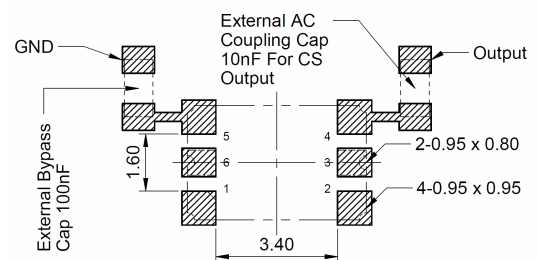 External AC
Coupling Cap
10nF For CS
Output
GND
Output
5
4
2-0.95 x 0.80
6
3
1.60
External Bypass
Cap 100nF
1
2
4-0.95 x 0.95
3.40